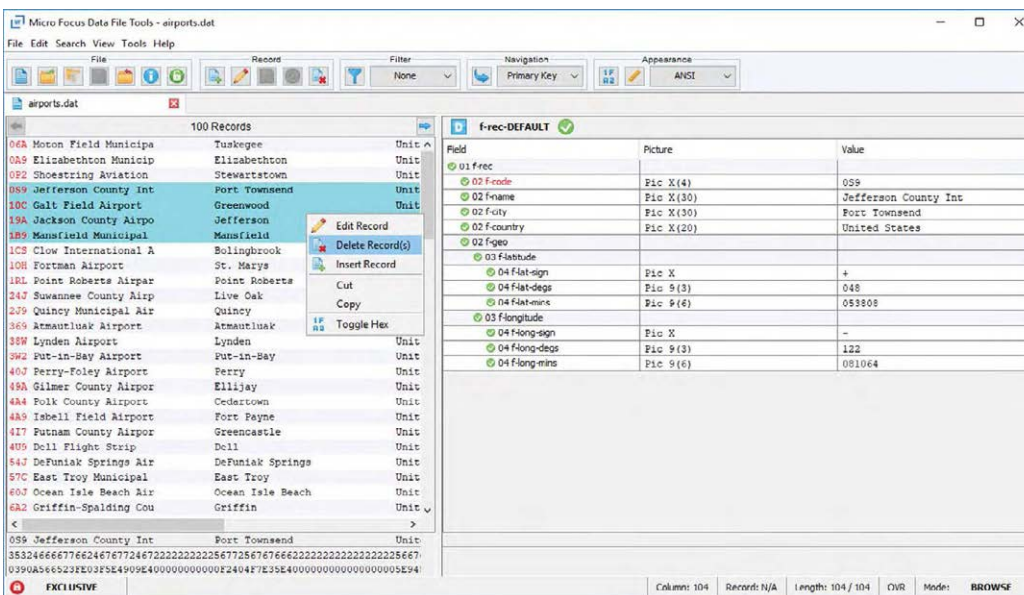 Micro Focus Data File Tools - airports.dat
File Edit Search View Tools Help
File Record Filter Navigation Appearance
None Primary Key ANSI
airports.dat
100 Records
06A Moton Field Municipa Tuskegee Unit
0A9 Elizabethton Municip Elizabethton Unit
0P2 Shoestring Aviation Stewartstown Unit
0S9 Jefferson County Int Port Townsend Unit
10C Galt Field Airport Greenwood Unit
19A Jackson County Airpo Jefferson
1B9 Mansfield Municipal Mansfield
1CS Clow International A Bolingbrook
1OH Fortman Airport St. Marys
1RL Point Roberts Airpar Point Roberts
24J Suwannee County Airp Live Oak
2J9 Quincy Municipal Air Quincy
369 Atmautluak Airport Atmautluak
38W Lynden Airport Lynden Unit
3W2 Put-in-Bay Airport Put-in-Bay Unit
40J Perry-Foley Airport Perry Unit
49A Gilmer County Airpor Ellijay Unit
4A4 Polk County Airport Cedartown Unit
4A9 Isbell Field Airport Fort Payne Unit
4I7 Putnam County Airpor Greencastle Unit
4U9 Dell Flight Strip Dell Unit
54J DeFuniak Springs Air DeFuniak Springs Unit
57C East Troy Municipal East Troy Unit
60J Ocean Isle Beach Air Ocean Isle Beach Unit
6A2 Griffin-Spalding Cou Griffin Unit
Edit Record
Delete Record(s)
Insert Record
Cut
Copy
Toggle Hex
0S9 Jefferson County Int Port Townsend Unit
D f-rec-DEFAULT
Field Picture Value
01 f-rec
02 f-code Pic X(4) 0S9
02 f-name Pic X(30) Jefferson County Int
02 f-city Pic X(30) Port Townsend
02 f-country Pic X(20) United States
02 f-geo
03 f-latitude
04 f-lat-sign Pic X +
04 f-lat-degs Pic 9(3) 048
04 f-lat-mins Pic 9(6) 053808
03 f-longitude
04 f-long-sign Pic X -
04 f-long-degs Pic 9(3) 122
04 f-long-mins Pic 9(6) 081064
EXCLUSIVE Column: 104 Record: N/A Length: 104 / 104 OVR Mode: BROWSE